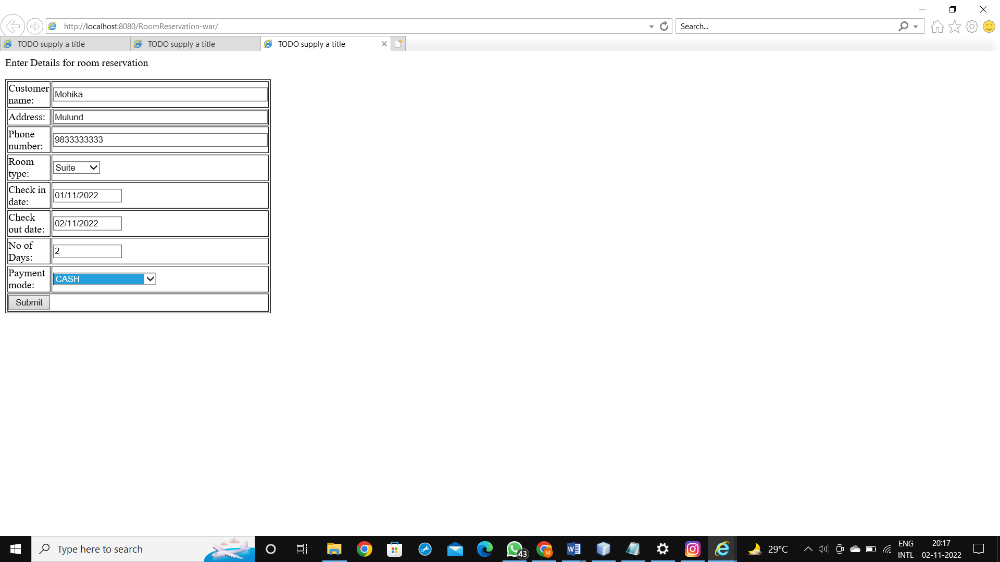 http://localhost:8080/RoomReservation-war/
Search...
TODO supply a title
TODO supply a title
TODO supply a title
Enter Details for room reservation
Customer
name:
Mohika
Address:
Mulund
Phone
number:
9833333333
Room
type:
Suite
Check in
date:
01/11/2022
Check
out date:
02/11/2022
No of
Days:
2
Payment
mode:
CASH
Submit
Type here to search
43
M
W
29°C
ENG
INTL
20:17
02-11-2022